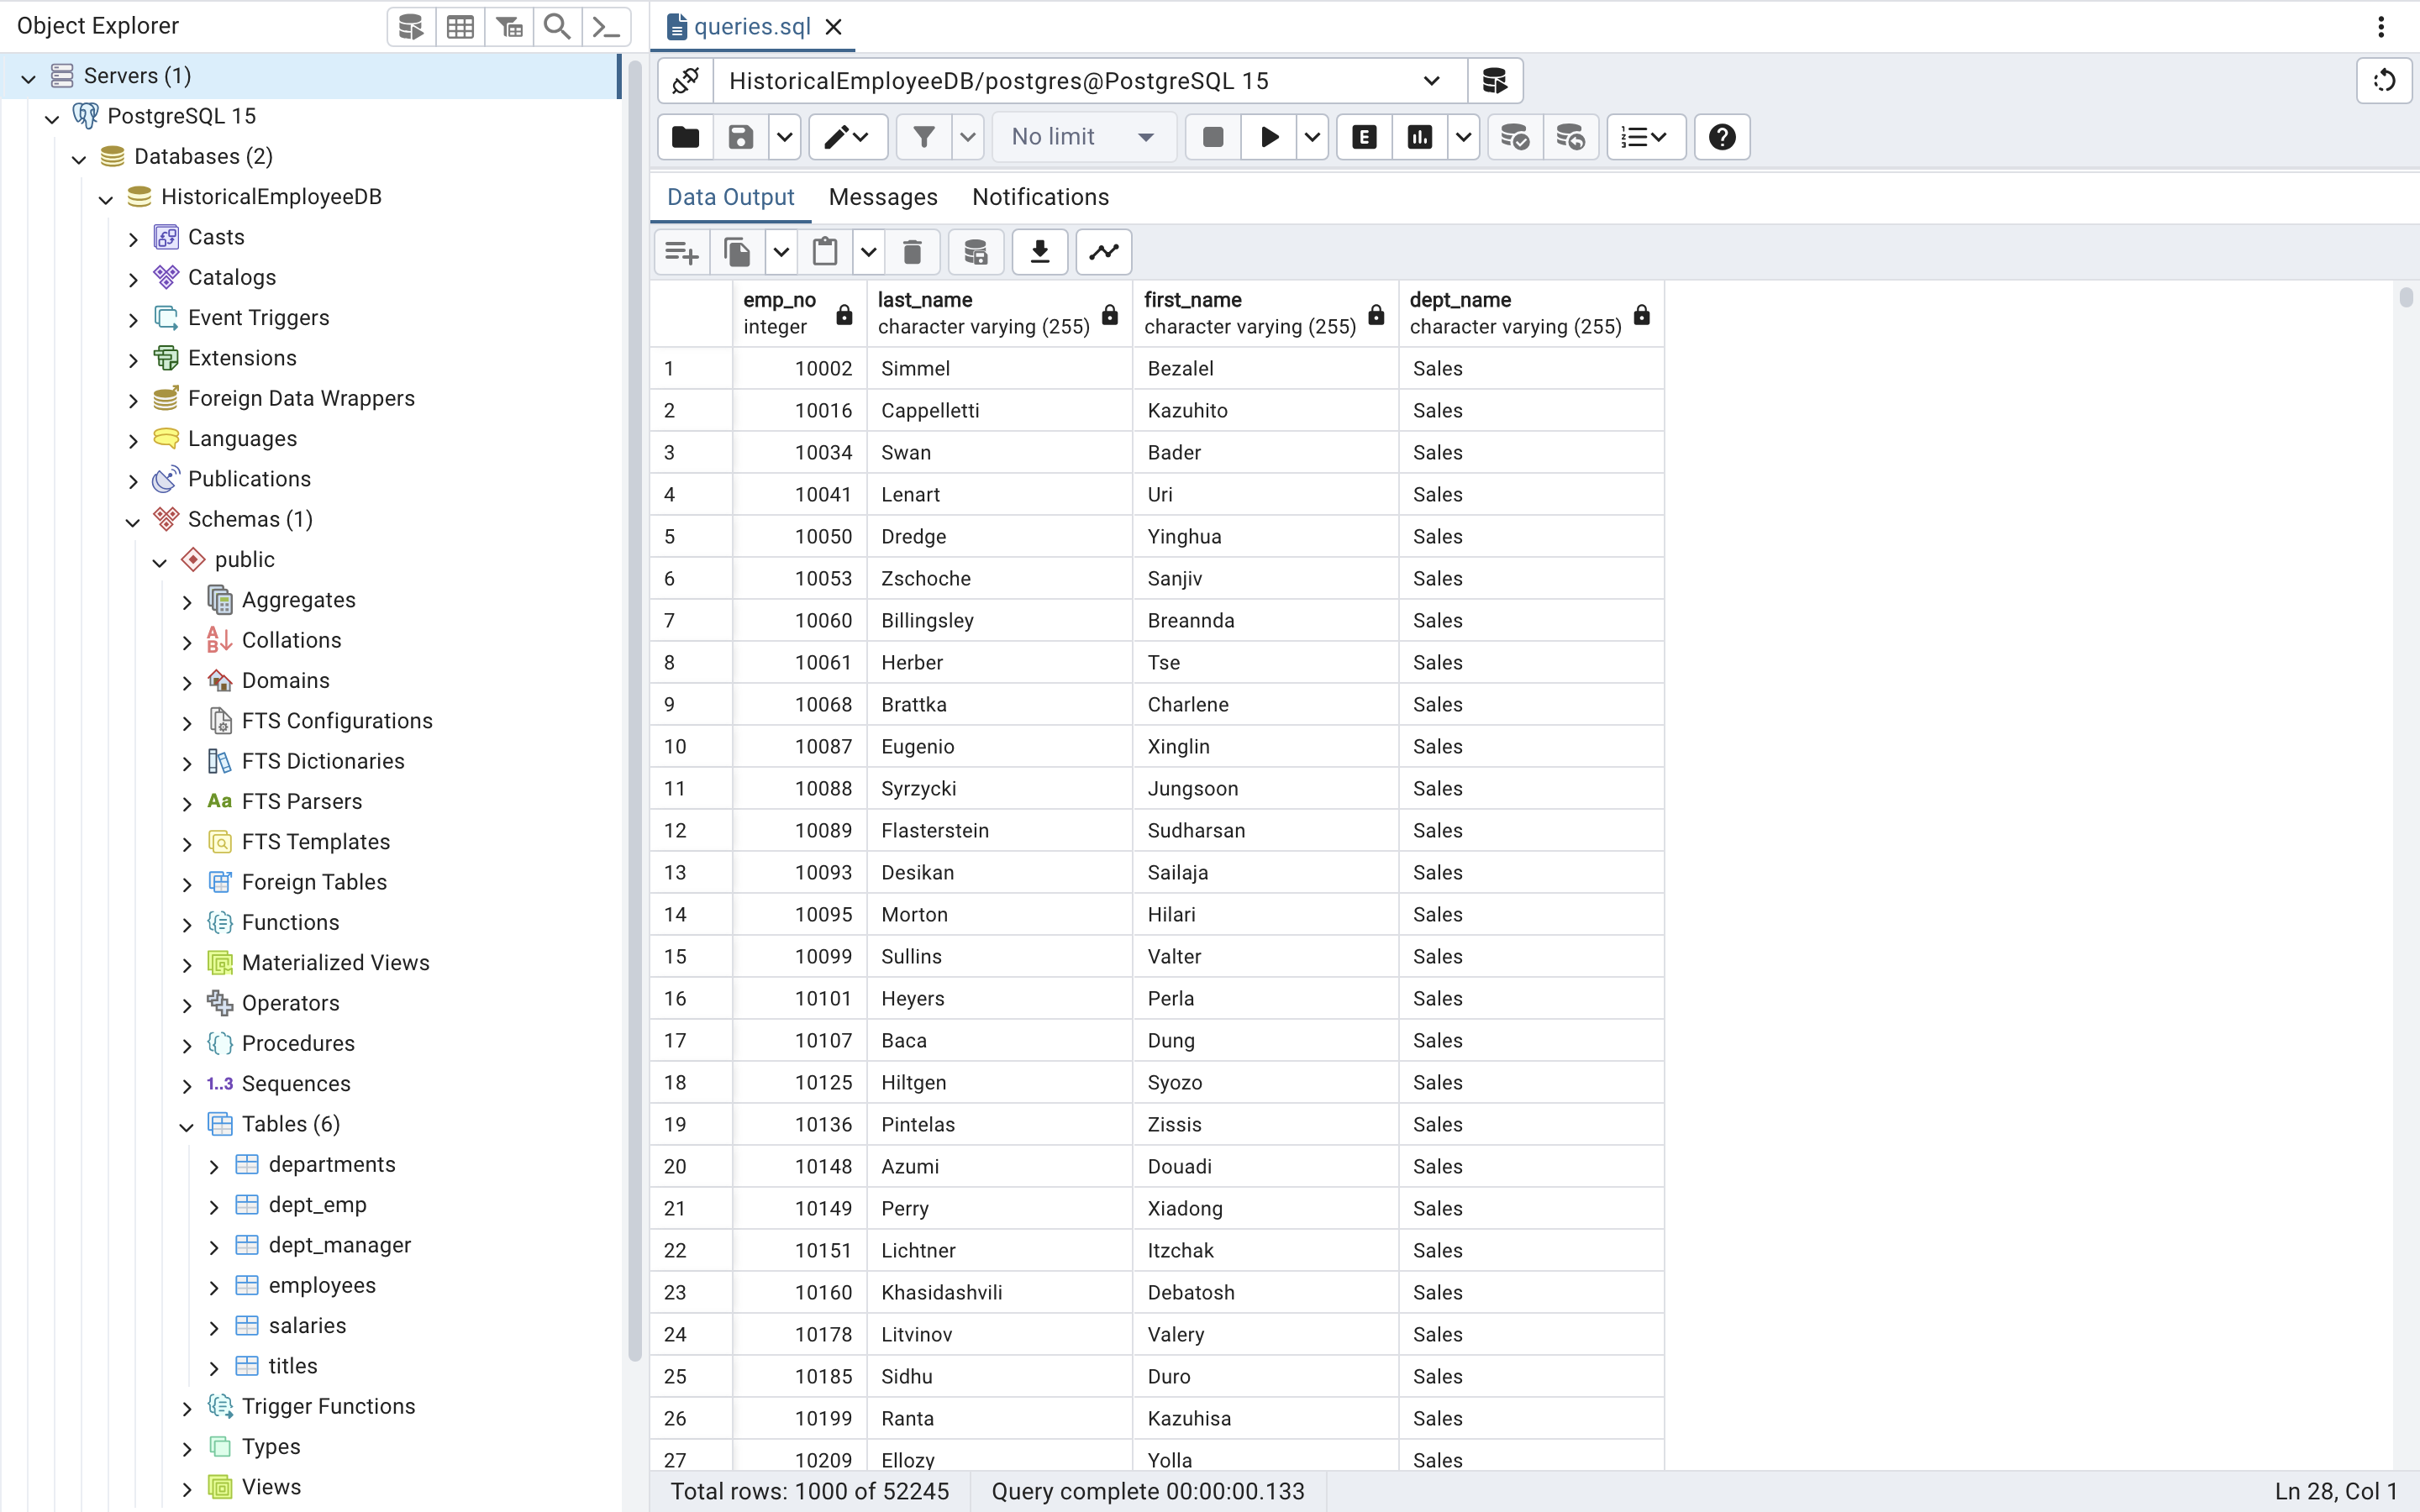 Object Explorer
Servers (1)
PostgreSQL 15
Databases (2)
HistoricalEmployeeDB
Casts
Catalogs
Event Triggers
Extensions
Foreign Data Wrappers
Languages
Publications
Schemas (1)
public
Aggregates
Collations
Domains
FTS Configurations
FTS Dictionaries
Aa FTS Parsers
FTS Templates
Foreign Tables
Functions
Materialized Views
Operators
Procedures
1..3 Sequences
Tables (6)
departments
dept_emp
dept_manager
employees
salaries
titles
Trigger Functions
Types
Views
queries.sql
HistoricalEmployeeDB/postgres@PostgreSQL 15
No limit
E
Data Output Messages Notifications
emp_no last_name first_name dept_name
integer character varying (255) character varying (255) character varying (255)
1 10002 Simmel Bezalel Sales
2 10016 Cappelletti Kazuhito Sales
3 10034 Swan Bader Sales
4 10041 Lenart Uri Sales
5 10050 Dredge Yinghua Sales
6 10053 Zschoche Sanjiv Sales
7 10060 Billingsley Breannda Sales
8 10061 Herber Tse Sales
9 10068 Brattka Charlene Sales
10 10087 Eugenio Xinglin Sales
11 10088 Syrzycki Jungsoon Sales
12 10089 Flasterstein Sudharsan Sales
13 10093 Desikan Sailaja Sales
14 10095 Morton Hilari Sales
15 10099 Sullins Valter Sales
16 10101 Heyers Perla Sales
17 10107 Baca Dung Sales
18 10125 Hiltgen Syozo Sales
19 10136 Pintelas Zissis Sales
20 10148 Azumi Douadi Sales
21 10149 Perry Xiadong Sales
22 10151 Lichtner Itzchak Sales
23 10160 Khasidashvili Debatosh Sales
24 10178 Litvinov Valery Sales
25 10185 Sidhu Duro Sales
26 10199 Ranta Kazuhisa Sales
27 10209 Ellozy Yolla Sales
Total rows: 1000 of 52245 Query complete 00:00:00.133 Ln 28, Col 1